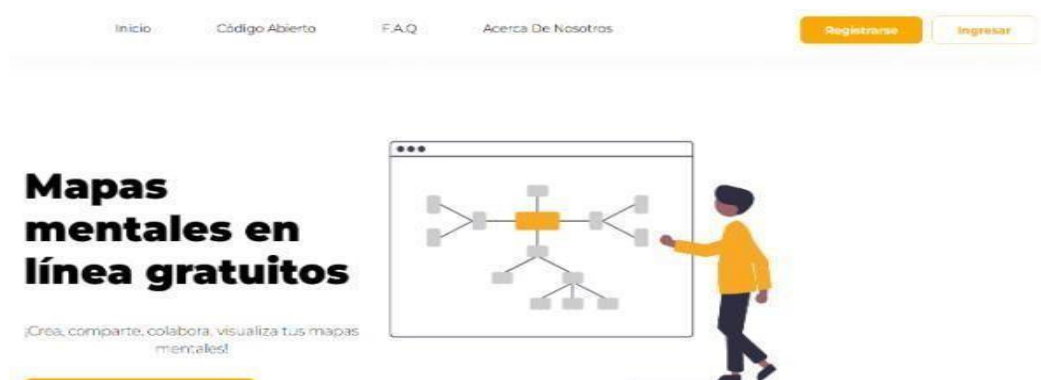 Inicio
Código Abierto
F.A.Q
Acerca De Nosotros
Registrarse
Ingresar
Mapas
mentales en
línea gratuitos
¡Crea, comparte, colabora, visualiza tus mapas
mentales!